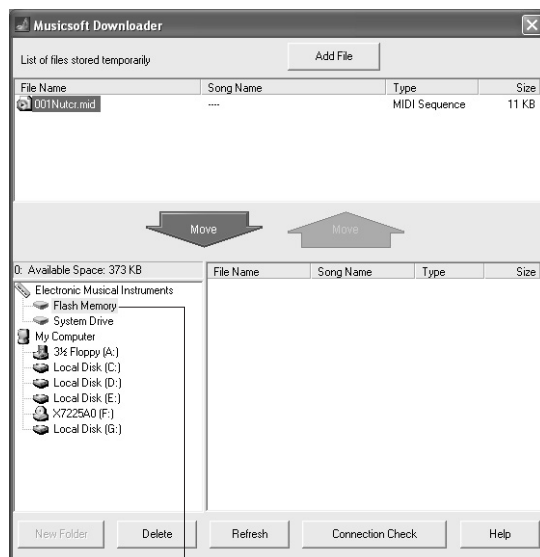 Musicsoft Downloader
List of files stored temporarily
Add File
File Name Song Name Type Size
001Nutcr.mid ---- MIDI Sequence 11 KB
Move Move
0: Available Space: 373 KB
File Name Song Name Type Size
Electronic Musical Instruments
Flash Memory
System Drive
My Computer
3½ Floppy (A:)
Local Disk (C:)
Local Disk (D:)
Local Disk (E:)
X7225A0 (F:)
Local Disk (G:)
New Folder Delete Refresh Connection Check Help